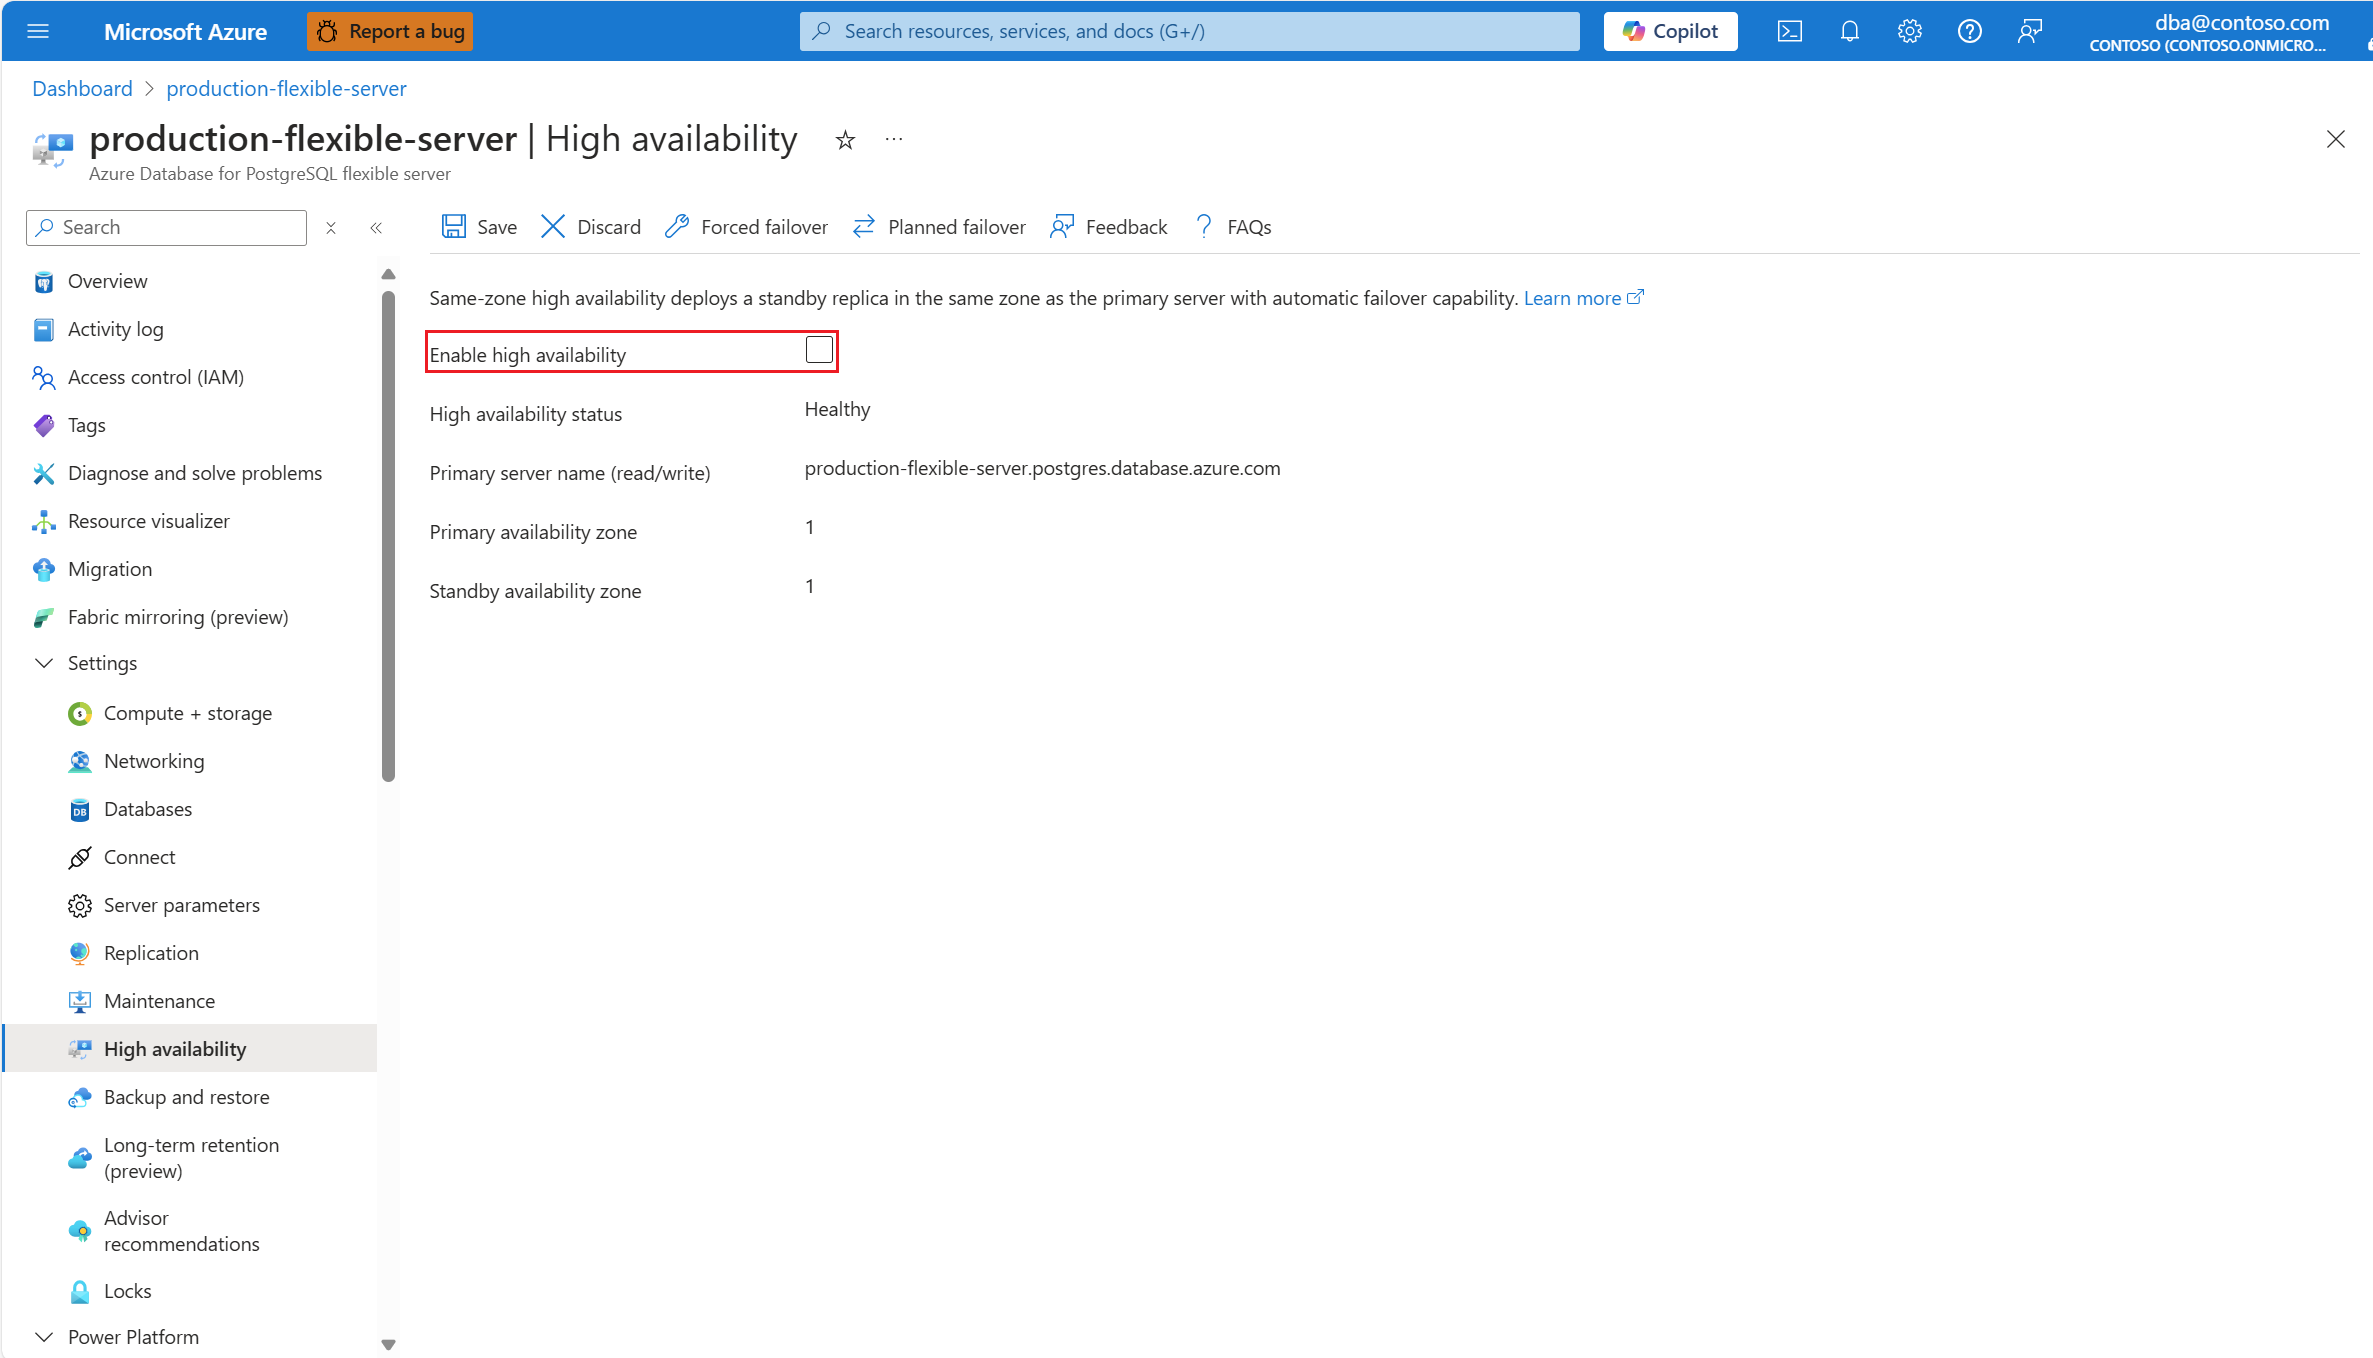 Microsoft Azure
Report a bug
Search resources, services, and docs (G+/)
Copilot
dba@contoso.com
CONTOSO (CONTOSO.ONMICRO...
Dashboard > production-flexible-server
production-flexible-server | High availability
Azure Database for PostgreSQL flexible server
Search
Save
Discard
Forced failover
Planned failover
Feedback
FAQs
Overview
Activity log
Access control (IAM)
Tags
Diagnose and solve problems
Resource visualizer
Migration
Fabric mirroring (preview)
Settings
Compute + storage
Networking
Databases
Connect
Server parameters
Replication
Maintenance
High availability
Backup and restore
Long-term retention
(preview)
Advisor
recommendations
Locks
Power Platform
Same-zone high availability deploys a standby replica in the same zone as the primary server with automatic failover capability. Learn more
Enable high availability
High availability status Healthy
Primary server name (read/write) production-flexible-server.postgres.database.azure.com
Primary availability zone 1
Standby availability zone 1